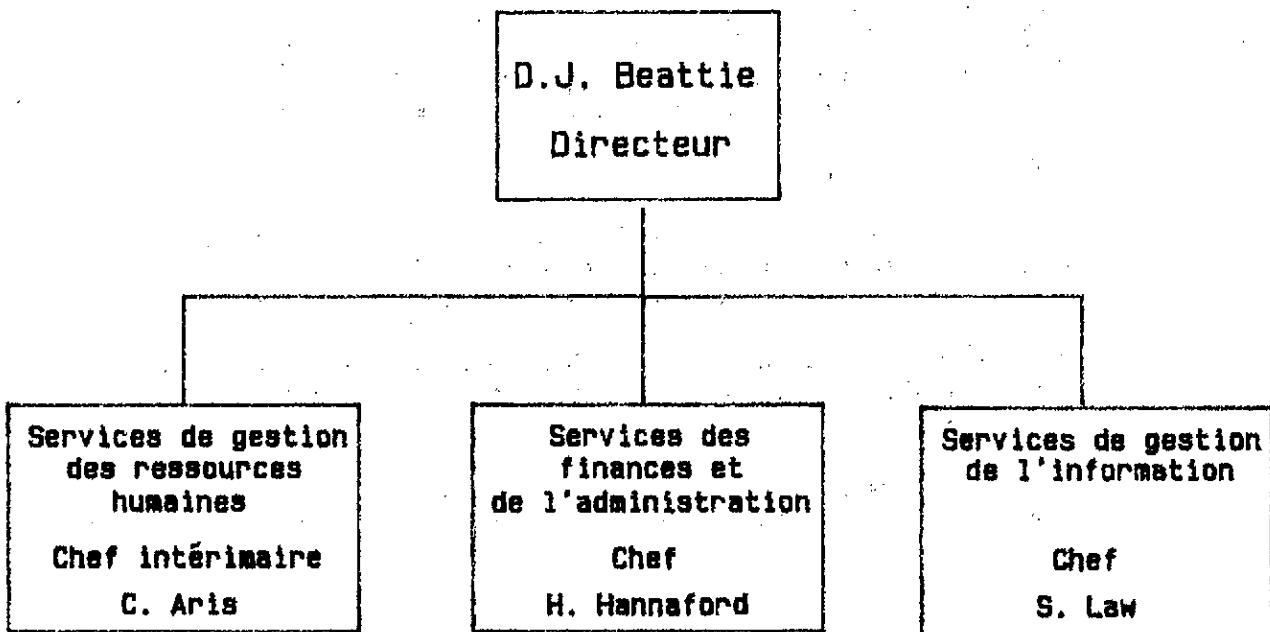 D.J. Beattie
Directeur
Services de gestion
des ressources
humaines
Chef intérimaire
C. Aris
Services des
finances et
de l'administration
Chef
H. Hannaford
Services de gestion
de l'information
Chef
S. Law